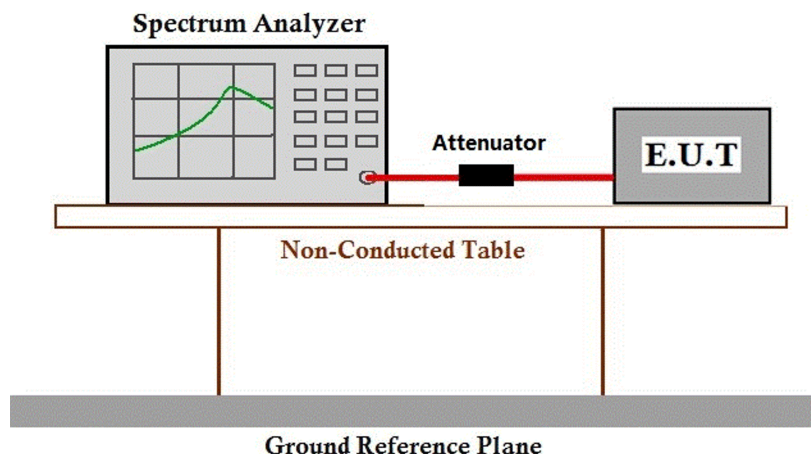 Spectrum Analyzer
Attenuator
E.U.T
Non-Conducted Table
Ground Reference Plane